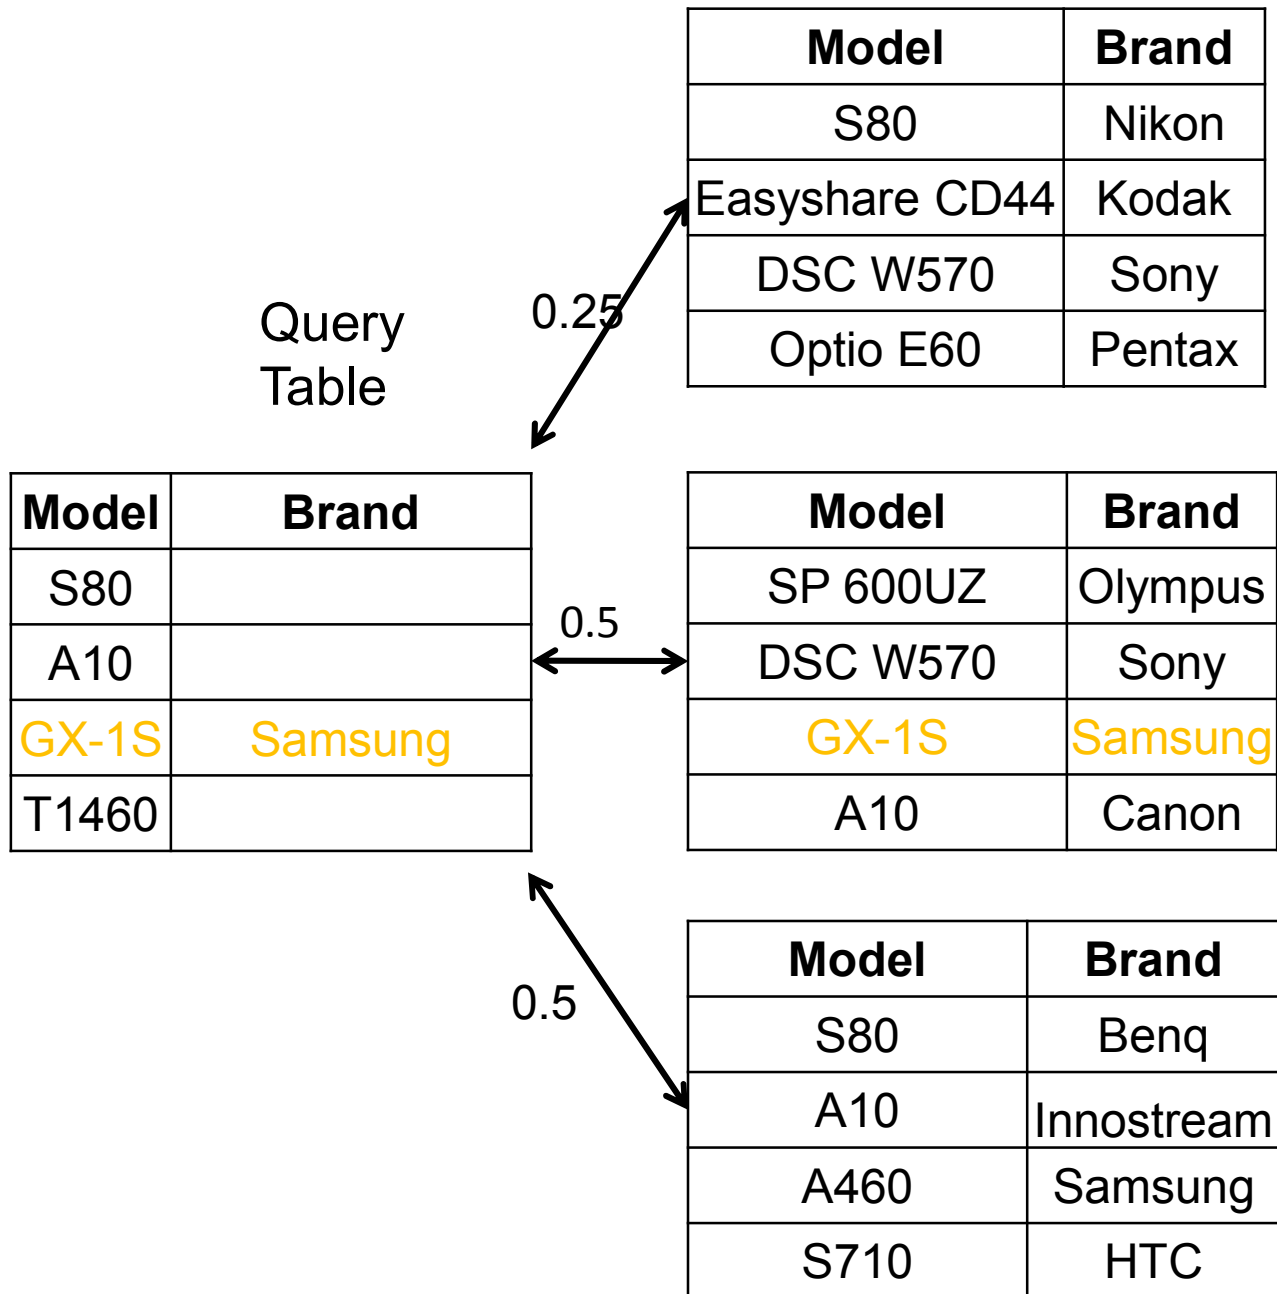 Model Brand
S80 Nikon
Easyshare CD44 Kodak
DSC W570 Sony
Optio E60 Pentax
0.25
Query
Table
Model Brand
S80
A10
GX-1S Samsung
T1460
0.5
Model Brand
SP 600UZ Olympus
DSC W570 Sony
GX-1S Samsung
A10 Canon
0.5
Model Brand
S80 Benq
A10 Innostream
A460 Samsung
S710 HTC